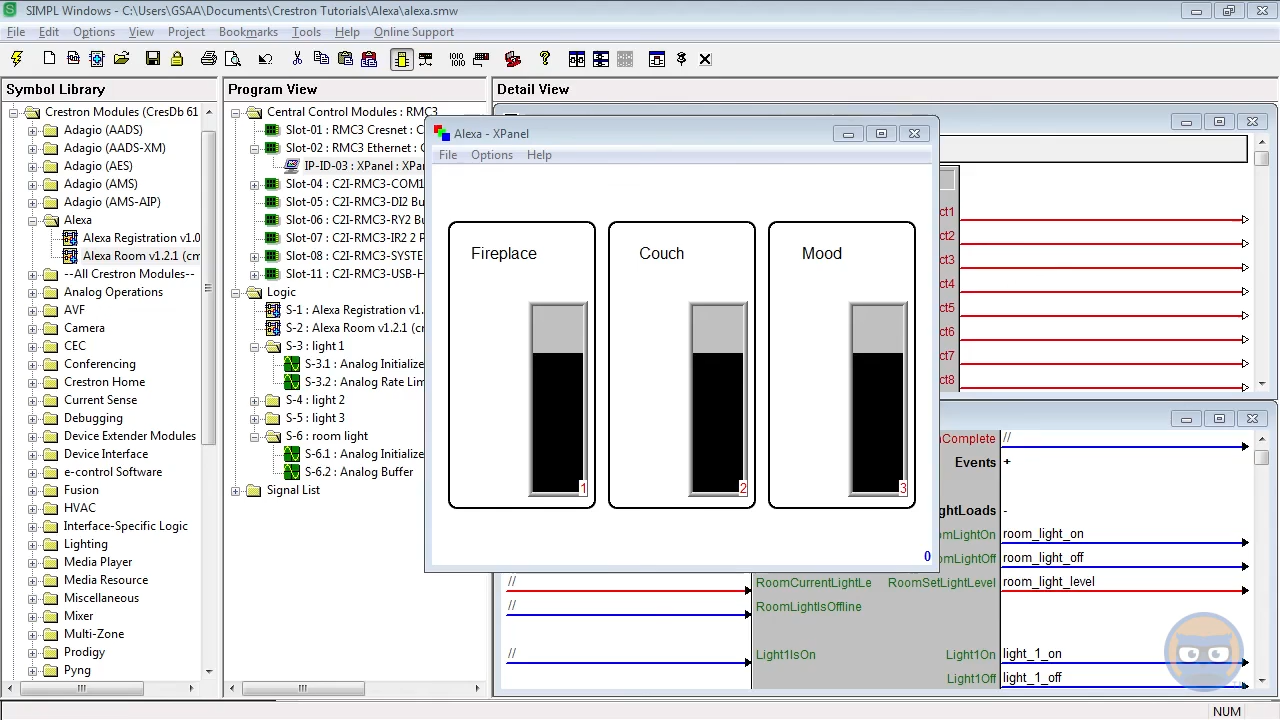 SIMPL Windows - C:\Users\GSAA\Documents\Crestron Tutorials\Alexa\alexa.smw
File Edit Options View Project Bookmarks Tools Help Online Support
Symbol Library
Crestron Modules (CresDb 61
Adagio (AADS)
Adagio (AADS-XM)
Adagio (AES)
Adagio (AMS)
Adagio (AMS-AIP)
Alexa
Alexa Registration v1.0
Alexa Room v1.2.1 (cm
--All Crestron Modules--
Analog Operations
AVF
Camera
CEC
Conferencing
Crestron Home
Current Sense
Debugging
Device Extender Modules
Device Interface
e-control Software
Fusion
HVAC
Interface-Specific Logic
Lighting
Media Player
Media Resource
Miscellaneous
Mixer
Multi-Zone
Prodigy
Pyng
Program View
Central Control Modules : RMC3
Slot-01 : RMC3 Cresnet : C
Slot-02 : RMC3 Ethernet : C
IP-ID-03 : XPanel : XPan
Slot-04 : C2I-RMC3-COM1
Slot-05 : C2I-RMC3-DI2 Bu
Slot-06 : C2I-RMC3-RY2 Bu
Slot-07 : C2I-RMC3-IR2 2 P
Slot-08 : C2I-RMC3-SYSTE
Slot-11 : C2I-RMC3-USB-H
Logic
S-1 : Alexa Registration v1.
S-2 : Alexa Room v1.2.1 (cr
S-3 : light 1
S-3.1 : Analog Initialize
S-3.2 : Analog Rate Lim
S-4 : light 2
S-5 : light 3
S-6 : room light
S-6.1 : Analog Initialize
S-6.2 : Analog Buffer
Signal List
Detail View
Alexa - XPanel
File Options Help
Fireplace
1
Couch
2
Mood
3
0
ct1
ct2
ct3
ct4
ct5
ct6
ct7
ct8
nComplete //
Events +
ghtLoads -
omLightOn room_light_on
omLightOff room_light_off
// RoomCurrentLightLe RoomSetLightLevel room_light_level
// RoomLightIsOffline
// Light1IsOn Light1On light_1_on
Light1Off light_1_off
NUM